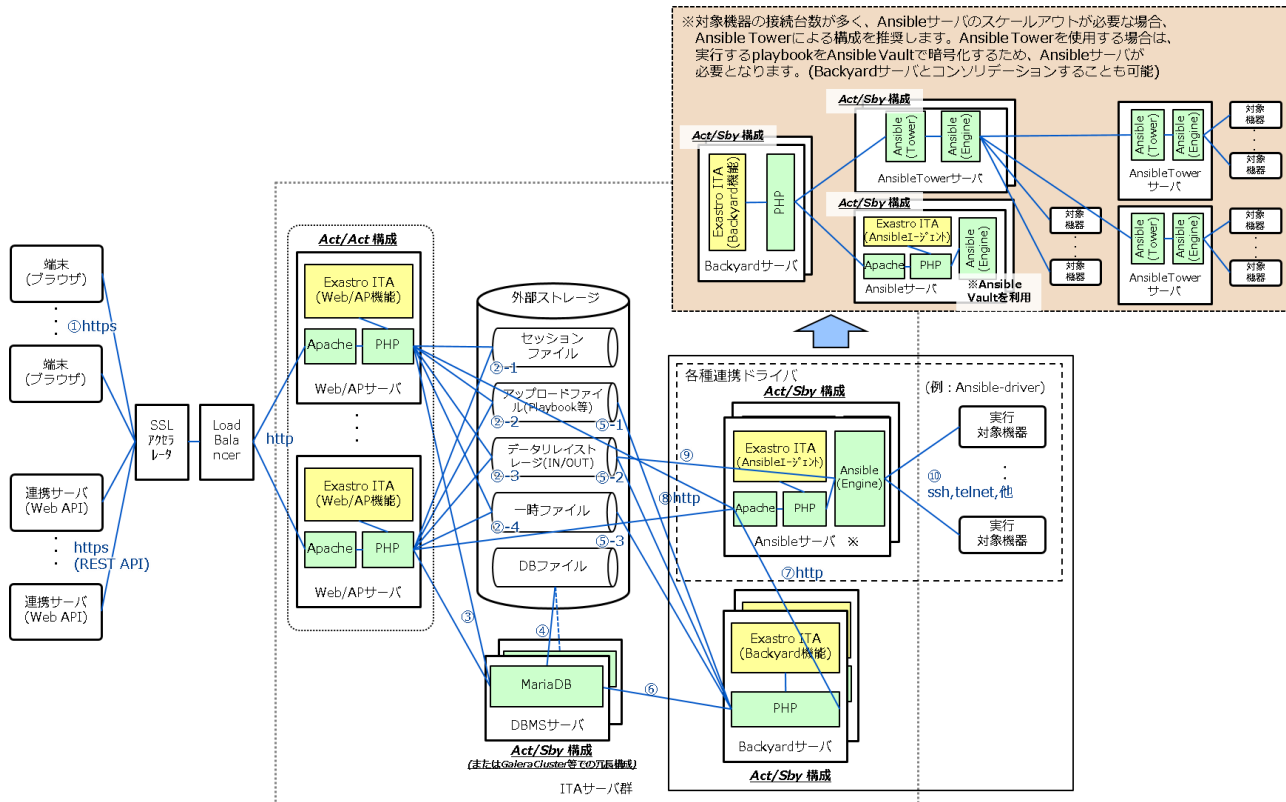 ※対象機器の接続台数が多く、Ansibleサーバのスケールアウトが必要な場合、
Ansible Towerによる構成を推奨します。Ansible Towerを使用する場合は、
実行するplaybookをAnsible Vaultで暗号化するため、Ansibleサーバが
必要となります。(Backyardサーバとコンソリデーションすることも可能)
Act/Sby 構成
Exastro ITA
(Backyard機能)
PHP
Backyardサーバ
Act/Sby 構成
Ansible
(Tower)
Ansible
(Engine)
AnsibleTowerサーバ
Act/Sby 構成
Exastro ITA
(Ansibleエージェント)
Apache
PHP
Ansible
(Engine)
Ansibleサーバ
※Ansible
Vaultを利用
対象
機器
対象
機器
Ansible
(Tower)
Ansible
(Engine)
AnsibleTower
サーバ
対象
機器
対象
機器
Ansible
(Tower)
Ansible
(Engine)
AnsibleTower
サーバ
対象
機器
対象
機器
端末
(ブラウザ)
①https
端末
(ブラウザ)
連携サーバ
(Web API)
https
(REST API)
連携サーバ
(Web API)
SSL
アクセラ
レータ
Load
Bala
ncer
http
Act/Act 構成
Exastro ITA
(Web/AP機能)
Apache
PHP
Web/APサーバ
Exastro ITA
(Web/AP機能)
Apache
PHP
Web/APサーバ
外部ストレージ
セッション
ファイル
②-1
アップロードファ
イル(Playbook等)
②-2
⑤-1
データリレイスト
レージ(IN/OUT)
②-3
⑤-2
一時ファイル
②-4
⑤-3
DBファイル
③
④
MariaDB
DBMSサーバ
Act/Sby 構成
(またはGaleraCluster等での冗長構成)
ITAサーバ群
⑥
各種連携ドライバ
(例：Ansible-driver)
Act/Sby 構成
Exastro ITA
(Ansibleエージェント)
Apache
PHP
Ansible
(Engine)
Ansibleサーバ ※
⑨
⑧http
⑦http
実行
対象機器
⑩
ssh,telnet,他
実行
対象機器
Exastro ITA
(Backyard機能)
PHP
Backyardサーバ
Act/Sby 構成